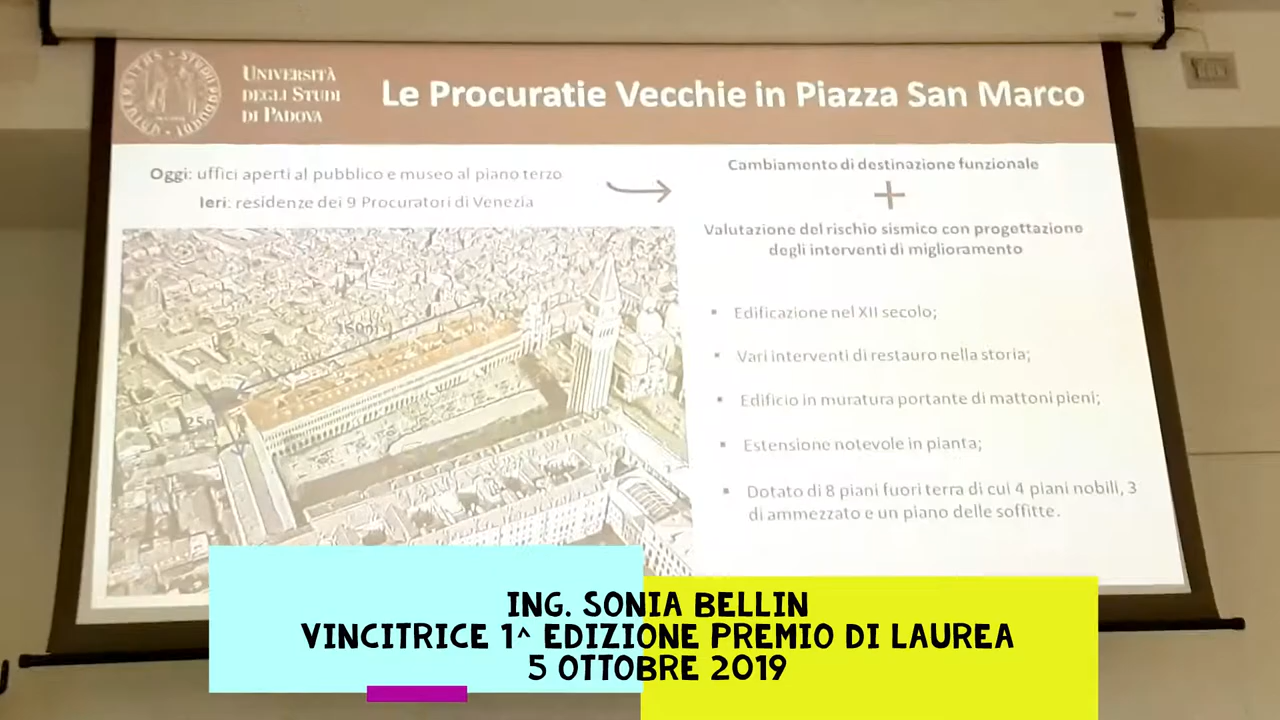 UNIVERSITÀ
DEGLI STUDI
DI PADOVA
Le Procuratie Vecchie in Piazza San Marco
Oggi: uffici aperti al pubblico e museo al piano terzo
Ieri: residenze dei 9 Procuratori di Venezia
Cambiamento di destinazione funzionale
+
Valutazione del rischio sismico con progettazione
degli interventi di miglioramento
150m
▪ Edificazione nel XII secolo;
▪ Vari interventi di restauro nella storia;
▪ Edificio in muratura portante di mattoni pieni;
▪ Estensione notevole in pianta;
▪ Dotato di 8 piani fuori terra di cui 4 piani nobili, 3
di ammezzato e un piano delle soffitte.
ING. SONIA BELLIN
VINCITRICE 1^ EDIZIONE PREMIO DI LAUREA
5 OTTOBRE 2019